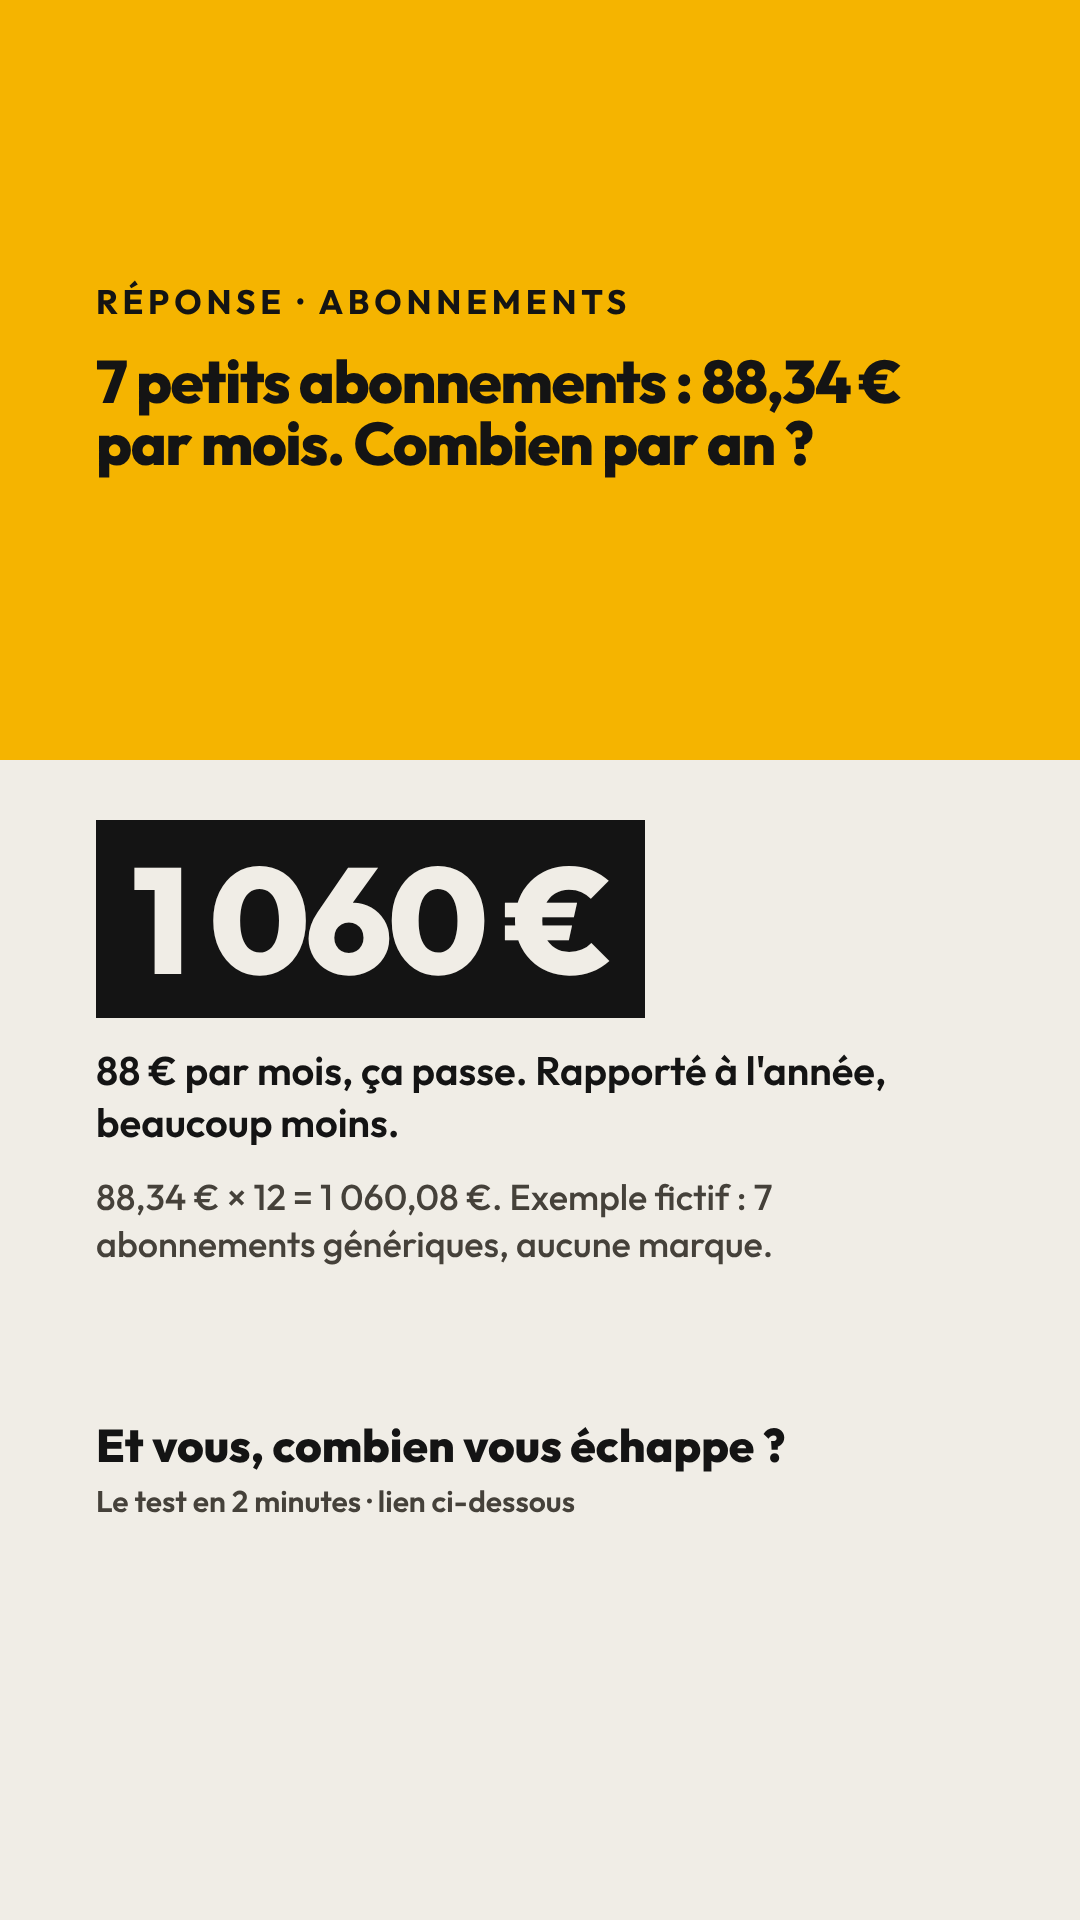 RÉPONSE · ABONNEMENTS
7 petits abonnements : 88,34 €
par mois. Combien par an ?
1 060 €
88 € par mois, ça passe. Rapporté à l'année,
beaucoup moins.
88,34 € × 12 = 1 060,08 €. Exemple fictif : 7
abonnements génériques, aucune marque.
Et vous, combien vous échappe ?
Le test en 2 minutes · lien ci-dessous